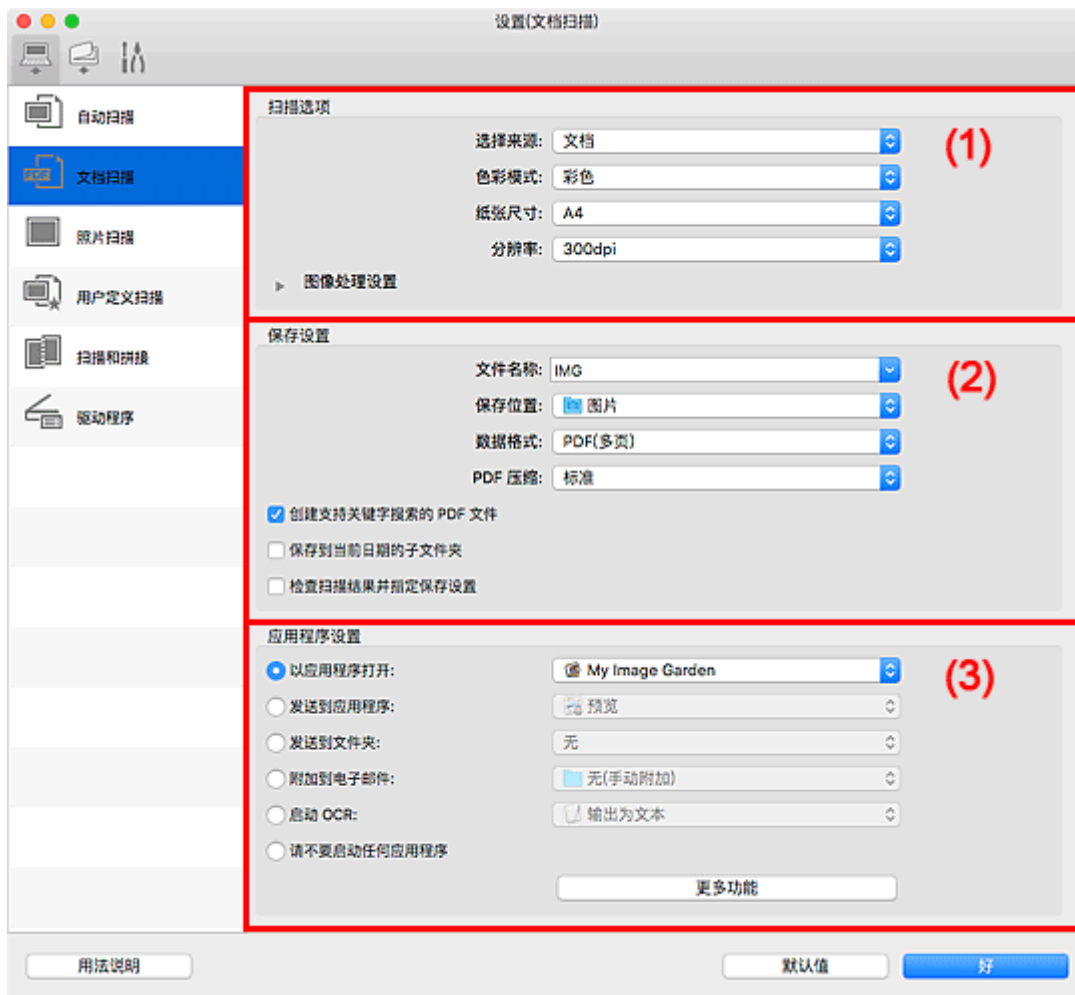 设置(文档扫描)
自动扫描
文档扫描
照片扫描
用户定义扫描
扫描和拼接
驱动程序
扫描选项
(1)
选择来源: 文档
色彩模式: 彩色
纸张尺寸: A4
分辨率: 300dpi
图像处理设置
保存设置
(2)
文件名称: IMG
保存位置: 图片
数据格式: PDF(多页)
PDF 压缩: 标准
创建支持关键字搜索的 PDF 文件
保存到当前日期的子文件夹
检查扫描结果并指定保存设置
应用程序设置
(3)
以应用程序打开: My Image Garden
发送到应用程序: 预览
发送到文件夹: 无
附加到电子邮件: 无(手动附加)
启动 OCR: 输出为文本
请不要启动任何应用程序
更多功能
用法说明 默认值 好